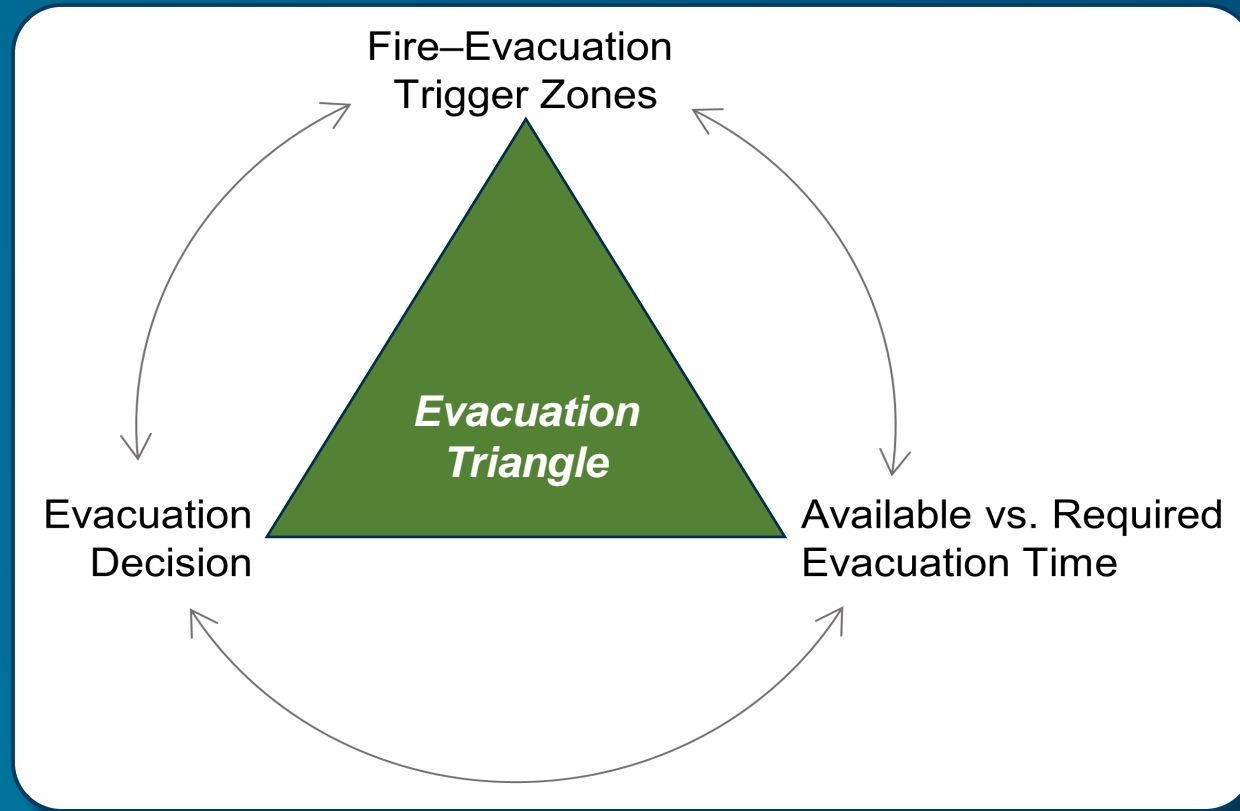 Fire–Evacuation
Trigger Zones
Evacuation
Triangle
Evacuation
Decision
Available vs. Required
Evacuation Time